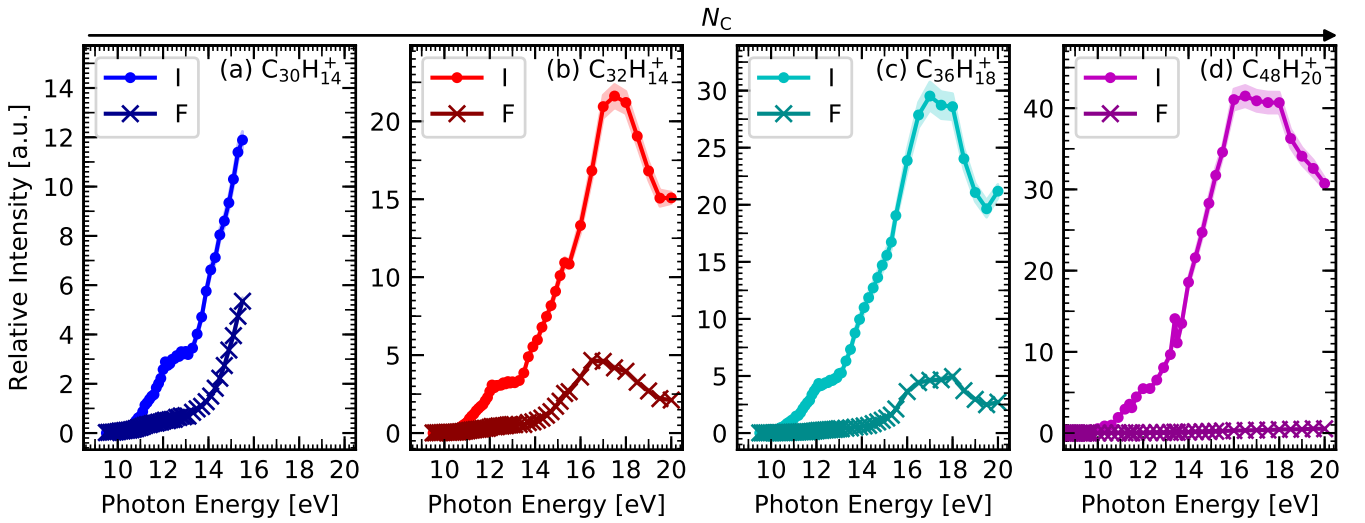 N_C
Relative Intensity [a.u.]
(a) C₃₀H₁₄⁺
I
F
0 2 4 6 8 10 12 14
10 12 14 16 18 20
Photon Energy [eV]
(b) C₃₂H₁₄⁺
I
F
0 5 10 15 20
10 12 14 16 18 20
Photon Energy [eV]
(c) C₃₆H₁₈⁺
I
F
0 5 10 15 20 25 30
10 12 14 16 18 20
Photon Energy [eV]
(d) C₄₈H₂₀⁺
I
F
0 10 20 30 40
10 12 14 16 18 20
Photon Energy [eV]